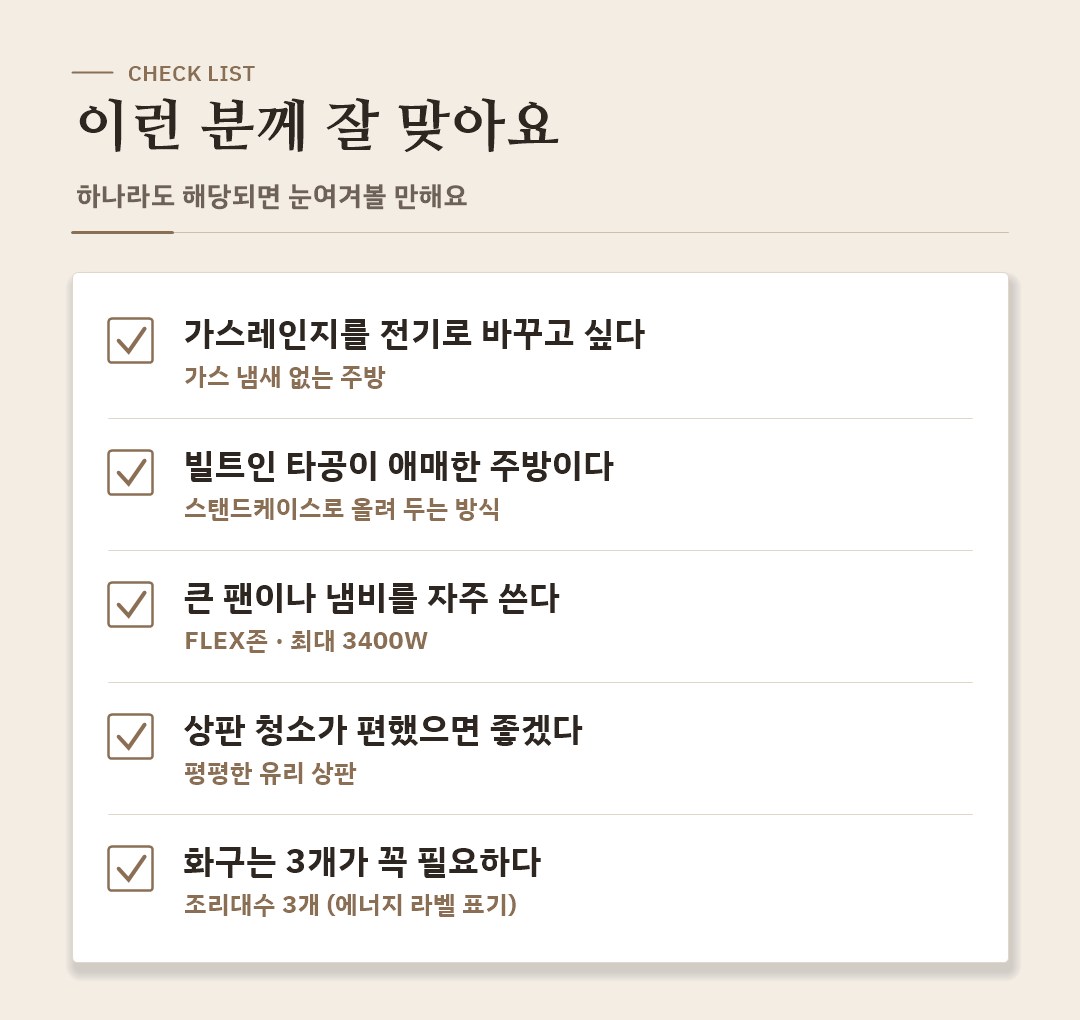 CHECK LIST
이런 분께 잘 맞아요
하나라도 해당되면 눈여겨볼 만해요
가스레인지를 전기로 바꾸고 싶다
가스 냄새 없는 주방
빌트인 타공이 애매한 주방이다
스탠드케이스로 올려 두는 방식
큰 팬이나 냄비를 자주 쓴다
FLEX존 · 최대 3400W
상판 청소가 편했으면 좋겠다
평평한 유리 상판
화구는 3개가 꼭 필요하다
조리대수 3개 (에너지 라벨 표기)